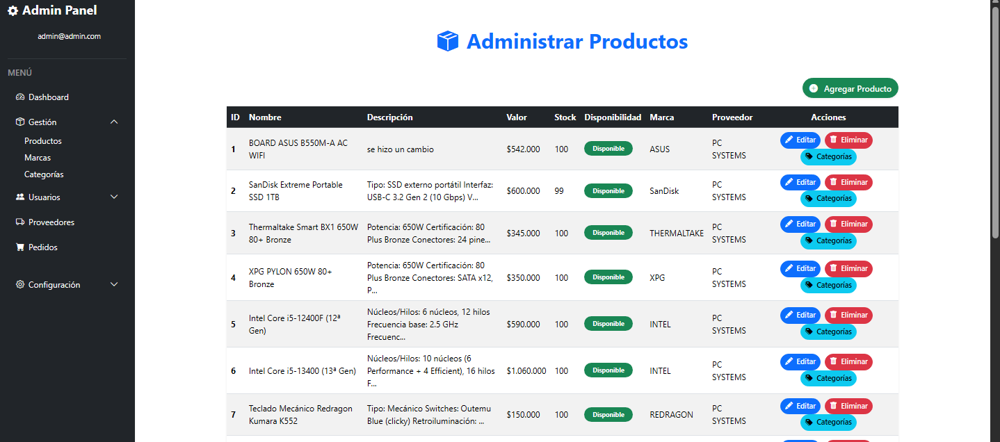 Admin Panel
admin@admin.com
MENÚ
Dashboard
Gestión
Productos
Marcas
Categorías
Usuarios
Proveedores
Pedidos
Configuración
Administrar Productos
Agregar Producto
ID Nombre Descripción Valor Stock Disponibilidad Marca Proveedor Acciones
1 BOARD ASUS B550M-A AC WIFI se hizo un cambio $542.000 100 Disponible ASUS PC SYSTEMS Editar Eliminar Categorías
2 SanDisk Extreme Portable SSD 1TB Tipo: SSD externo portátil Interfaz: USB-C 3.2 Gen 2 (10 Gbps) V... $600.000 99 Disponible SanDisk PC SYSTEMS Editar Eliminar Categorías
3 Thermaltake Smart BX1 650W 80+ Bronze Potencia: 650W Certificación: 80 Plus Bronze Conectores: 24 pine... $345.000 100 Disponible THERMALTAKE PC SYSTEMS Editar Eliminar Categorías
4 XPG PYLON 650W 80+ Bronze Potencia: 650W Certificación: 80 Plus Bronze Conectores: SATA x12, P... $350.000 100 Disponible XPG PC SYSTEMS Editar Eliminar Categorías
5 Intel Core i5-12400F (12ª Gen) Núcleos/Hilos: 6 núcleos, 12 hilos Frecuencia base: 2.5 GHz Frecuenc... $590.000 100 Disponible INTEL PC SYSTEMS Editar Eliminar Categorías
6 Intel Core i5-13400 (13ª Gen) Núcleos/Hilos: 10 núcleos (6 Performance + 4 Efficient), 16 hilos F... $1.060.000 100 Disponible INTEL PC SYSTEMS Editar Eliminar Categorías
7 Teclado Mecánico Redragon Kumara K552 Tipo: Mecánico Switches: Outemu Blue (clicky) Retroiluminación: ... $150.000 100 Disponible REDRAGON PC SYSTEMS Editar Eliminar Categorías